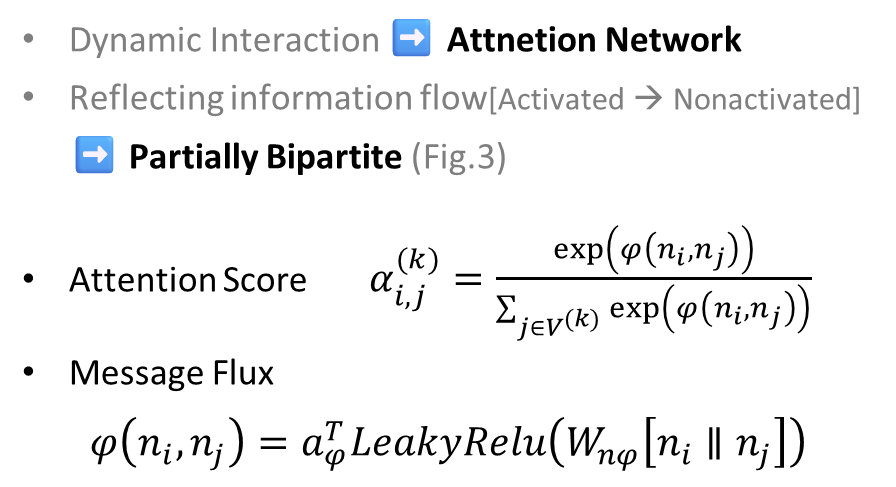 • Dynamic Interaction ➡ Attnetion Network
• Reflecting information flow[Activated → Nonactivated]
➡ Partially Bipartite (Fig.3)
• Attention Score α_{i,j}^{(k)} = exp(φ(n_i,n_j)) / ∑_{j∈V^{(k)}} exp(φ(n_i,n_j))
• Message Flux
φ(n_i,n_j) = a_φ^T LeakyRelu(W_{nφ}[n_i ∥ n_j])